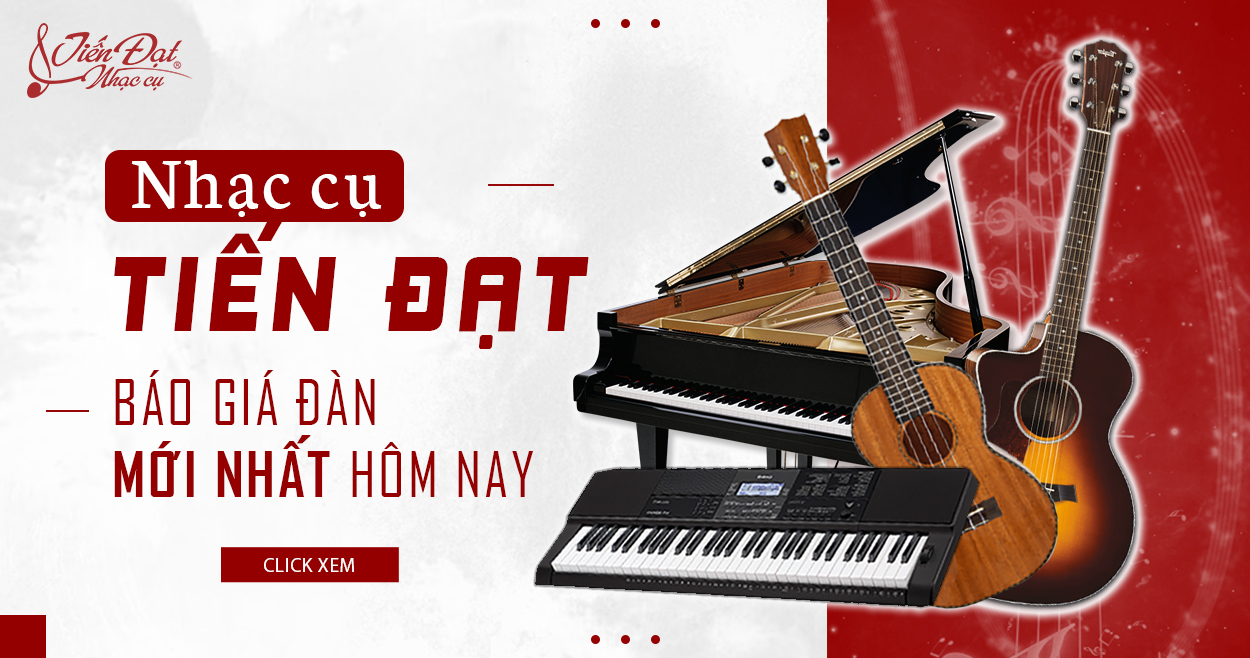 Tiến Đạt®
Nhạc cụ
Nhạc cụ
TIẾN ĐẠT
BÁO GIÁ ĐÀN
MỚI NHẤT HÔM NAY
CLICK XEM